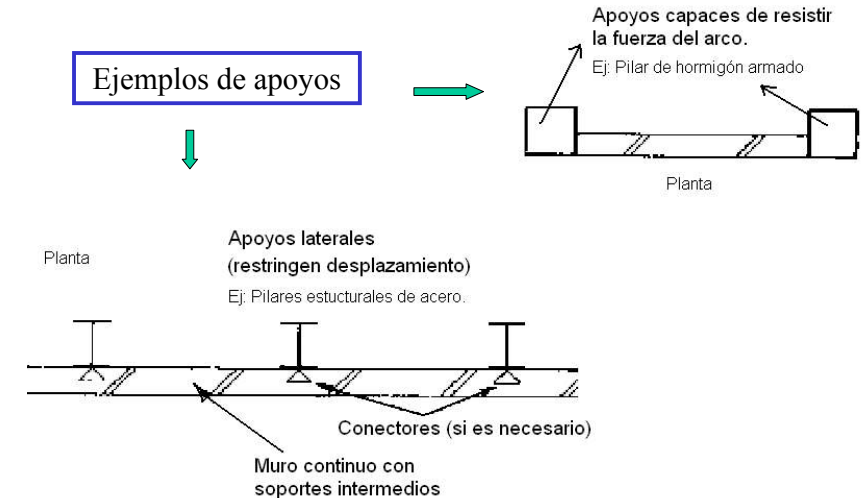 Ejemplos de apoyos
Apoyos capaces de resistir
la fuerza del arco.
Ej: Pilar de hormigón armado
Planta
Planta
Apoyos laterales
(restringen desplazamiento)
Ej: Pilares estucturales de acero.
Conectores (si es necesario)
Muro continuo con
soportes intermedios